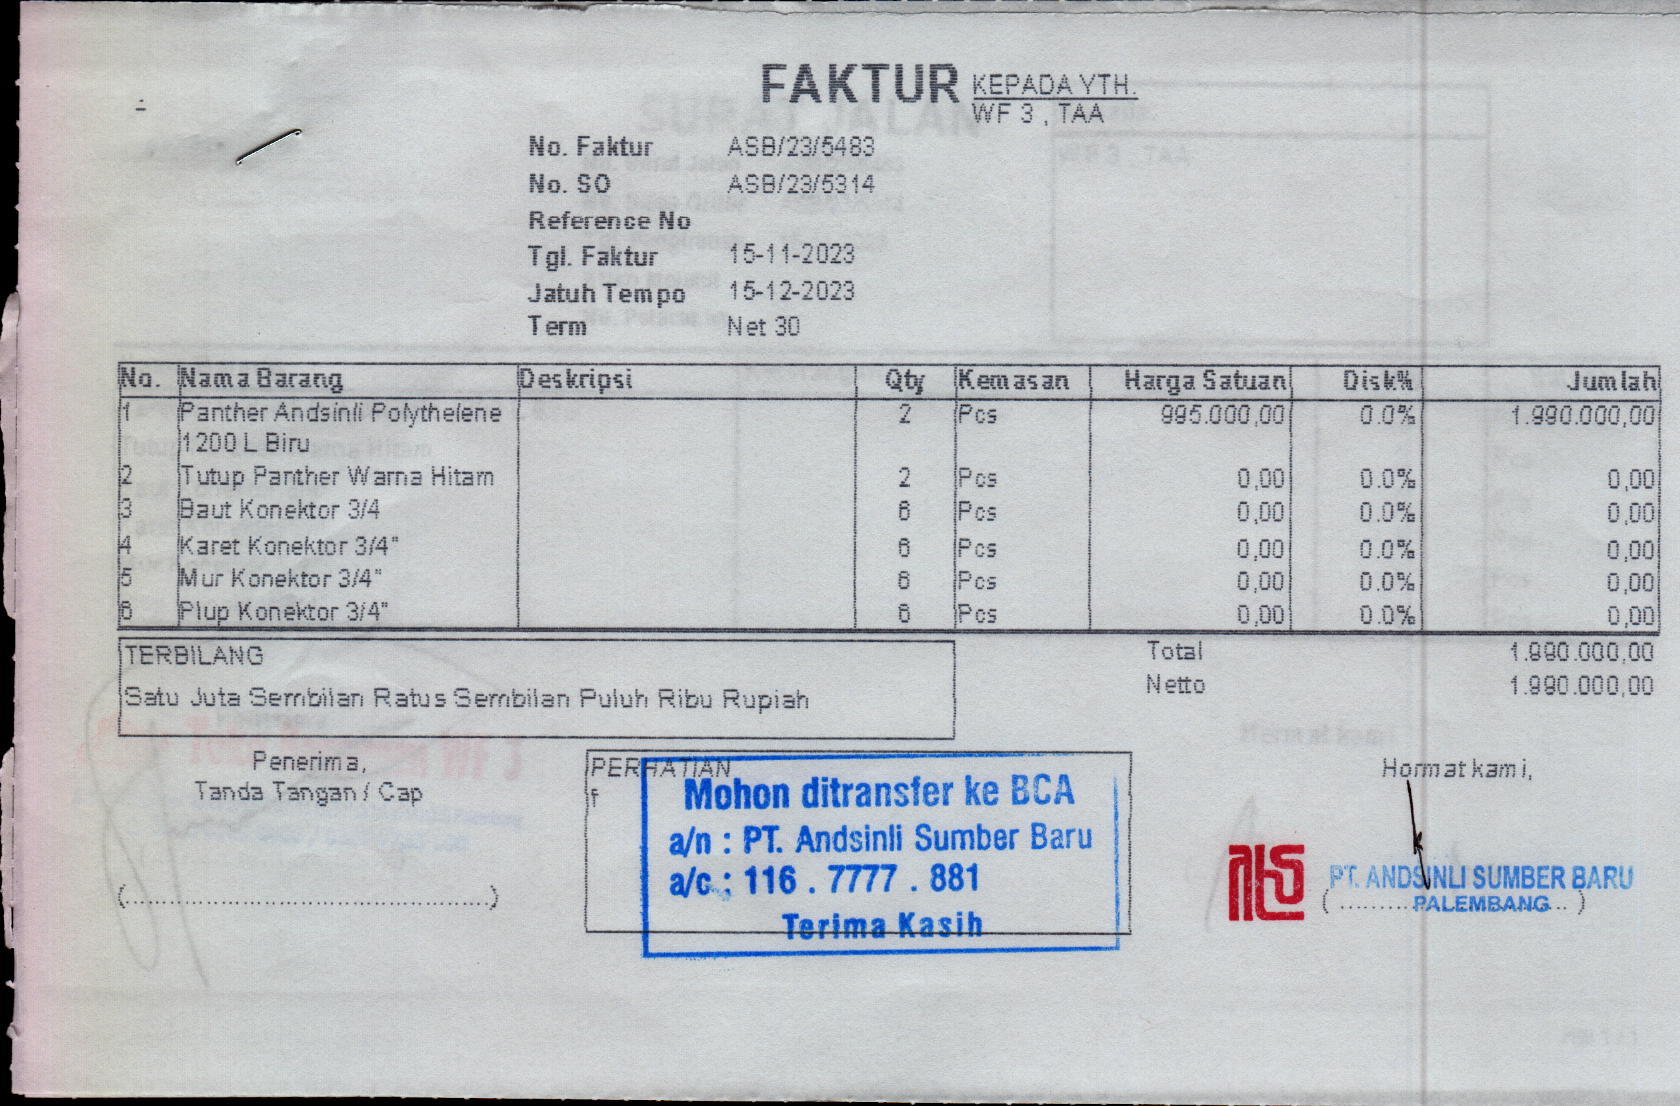 FAKTUR
KEPADA YTH.
WF 3 , TAA
No. Faktur ASB/23/5483
No. SO ASB/23/5314
Reference No
Tgl. Faktur 15-11-2023
Jatuh Tempo 15-12-2023
Term Net 30
No. Nama Barang Deskripsi Qty Kemasan Harga Satuan Disk% Jumlah
1 Panther Andsinli Polythelene 2 Pcs 995.000,00 0.0% 1.990.000,00
1200 L Biru
2 Tutup Panther Warna Hitam 2 Pcs 0,00 0.0% 0,00
3 Baut Konektor 3/4 6 Pcs 0,00 0.0% 0,00
4 Karet Konektor 3/4" 6 Pcs 0,00 0.0% 0,00
5 Mur Konektor 3/4" 6 Pcs 0,00 0.0% 0,00
6 Plup Konektor 3/4" 6 Pcs 0,00 0.0% 0,00
TERBILANG
Satu Juta Sembilan Ratus Sembilan Puluh Ribu Rupiah
Total 1.990.000,00
Netto 1.990.000,00
Penerima,
Tanda Tangan / Cap
(..............................................)
PERHATIAN
f
Mohon ditransfer ke BCA
a/n : PT. Andsinli Sumber Baru
a/c : 116 . 7777 . 881
Terima Kasih
Hormat kami,
PT. ANDSINLI SUMBER BARU
(.........PALEMBANG...)